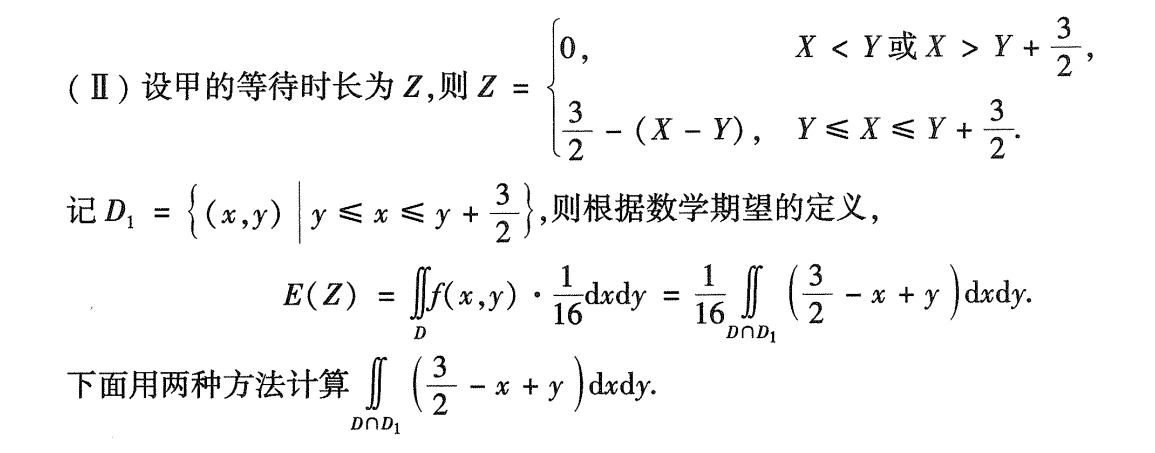 (Ⅱ)设甲的等待时长为 Z,则 Z = { 0, X < Y 或 X > Y + 3/2,
3/2 - (X - Y), Y ≤ X ≤ Y + 3/2.
记 D₁ = {(x,y) | y ≤ x ≤ y + 3/2},则根据数学期望的定义,
E(Z) = ∬_D f(x,y) · 1/16 dxdy = 1/16 ∬_{D∩D₁} (3/2 - x + y)dxdy.
下面用两种方法计算 ∬_{D∩D₁} (3/2 - x + y)dxdy.